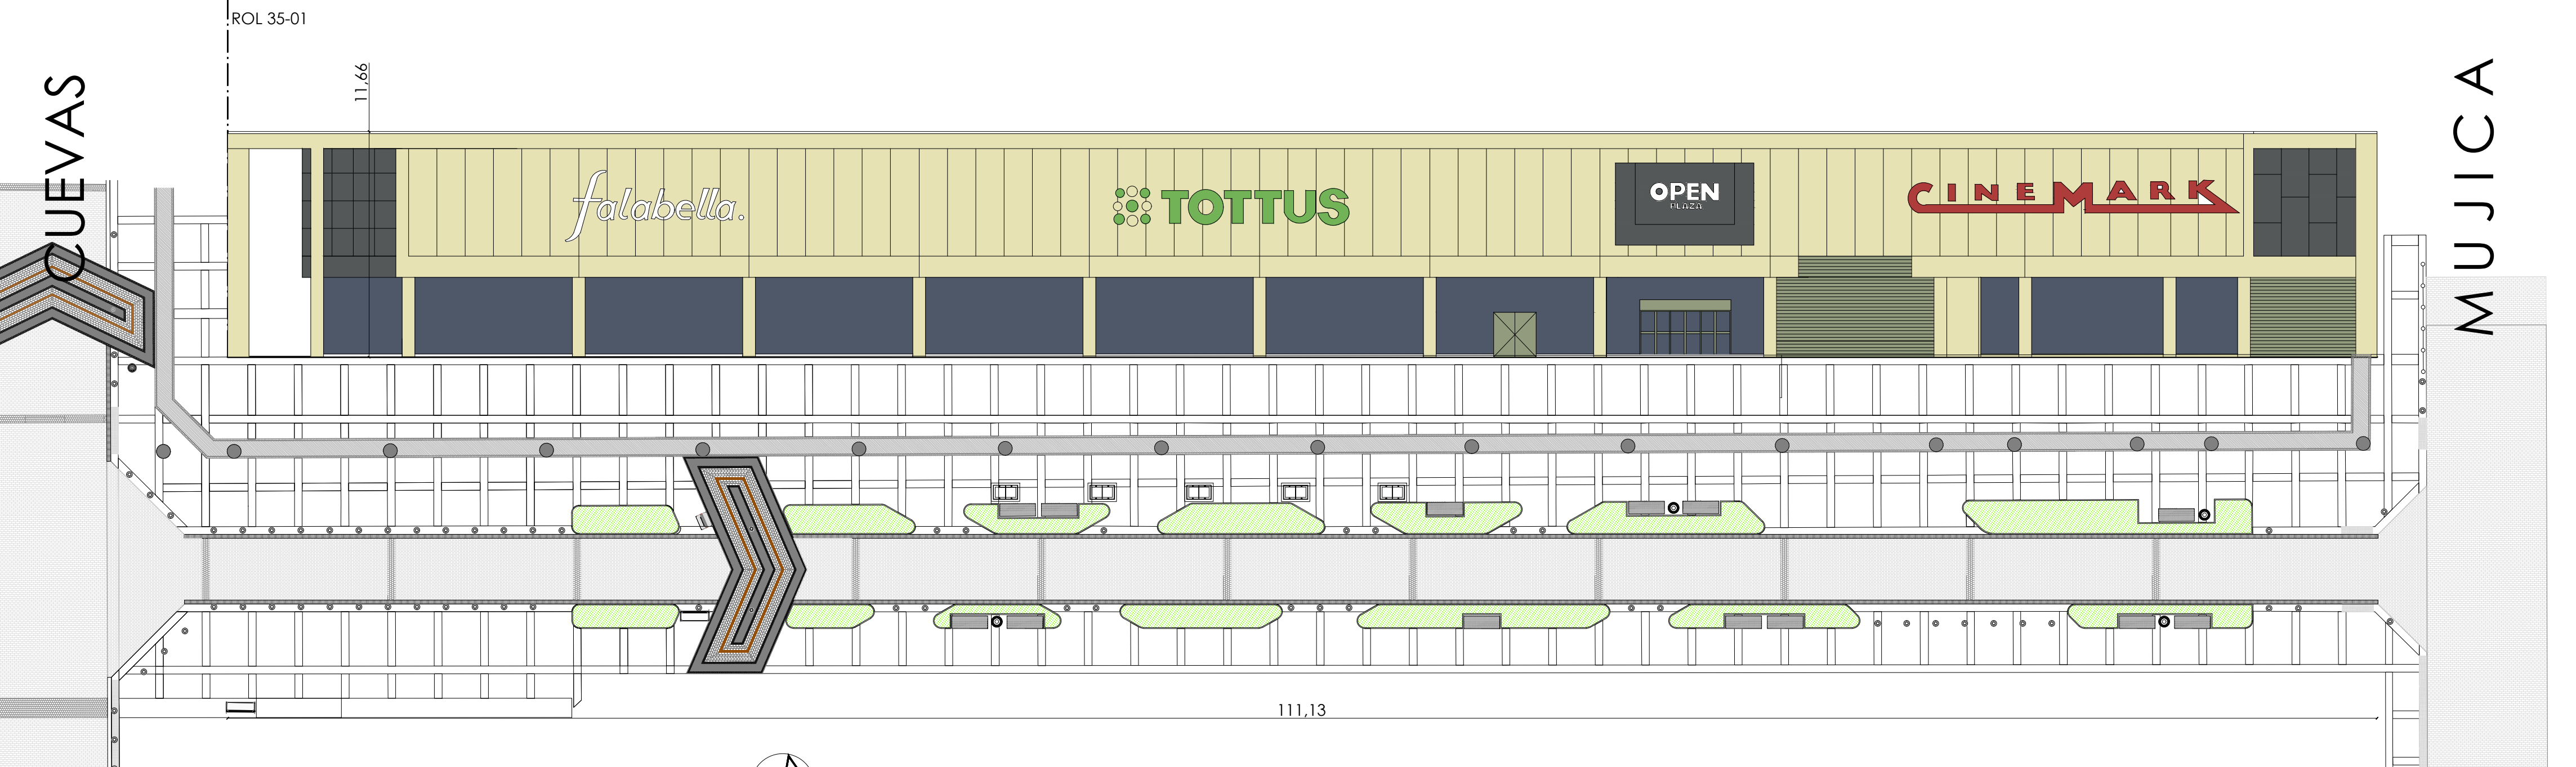 ROL 35-01
11,66
CUEVAS
MUJICA
falabella.
TOTTUS
OPEN
PLAZA
CINEMARK
111,13